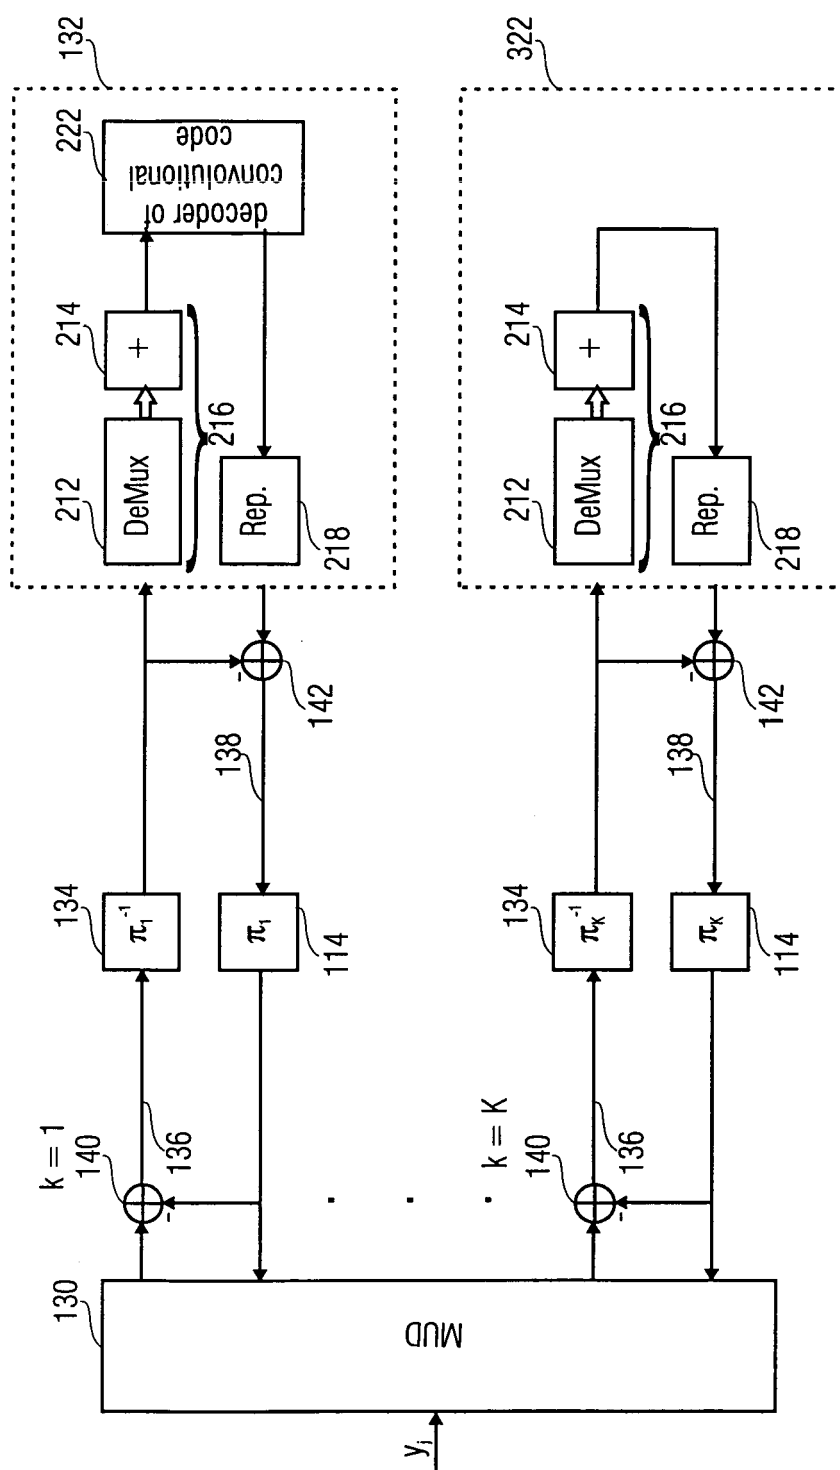 132
222
decoder of
convolutional
code
214
+
216
212
DeMux
Rep.
218
-
142
138
134
π₁⁻¹
π₁
114
k = 1
140
136
-
130
MUD
yⱼ
. . .
322
214
+
216
212
DeMux
Rep.
218
-
142
138
134
π_K⁻¹
π_K
114
k = K
140
136
-